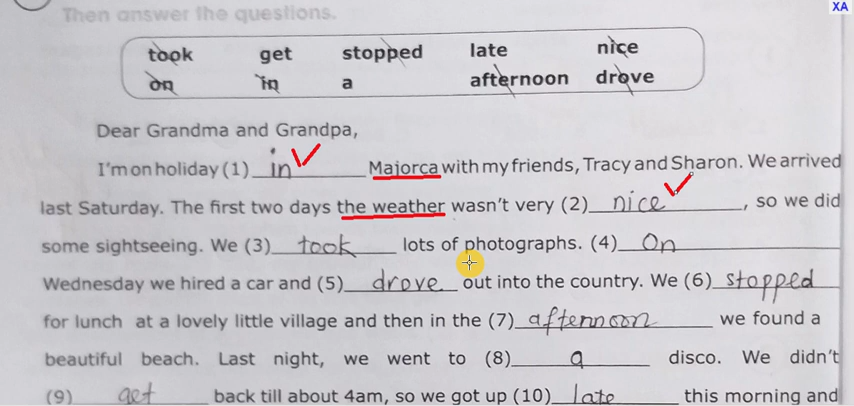 XA
Then answer the questions.
took get stopped late nice
on in a afternoon drove
Dear Grandma and Grandpa,
I'm on holiday (1) in Majorca with my friends, Tracy and Sharon. We arrived
last Saturday. The first two days the weather wasn't very (2) nice, so we did
some sightseeing. We (3) took lots of photographs. (4) On
Wednesday we hired a car and (5) drove out into the country. We (6) stopped
for lunch at a lovely little village and then in the (7) afternoon we found a
beautiful beach. Last night, we went to (8) a disco. We didn't
(9) get back till about 4am, so we got up (10) late this morning and